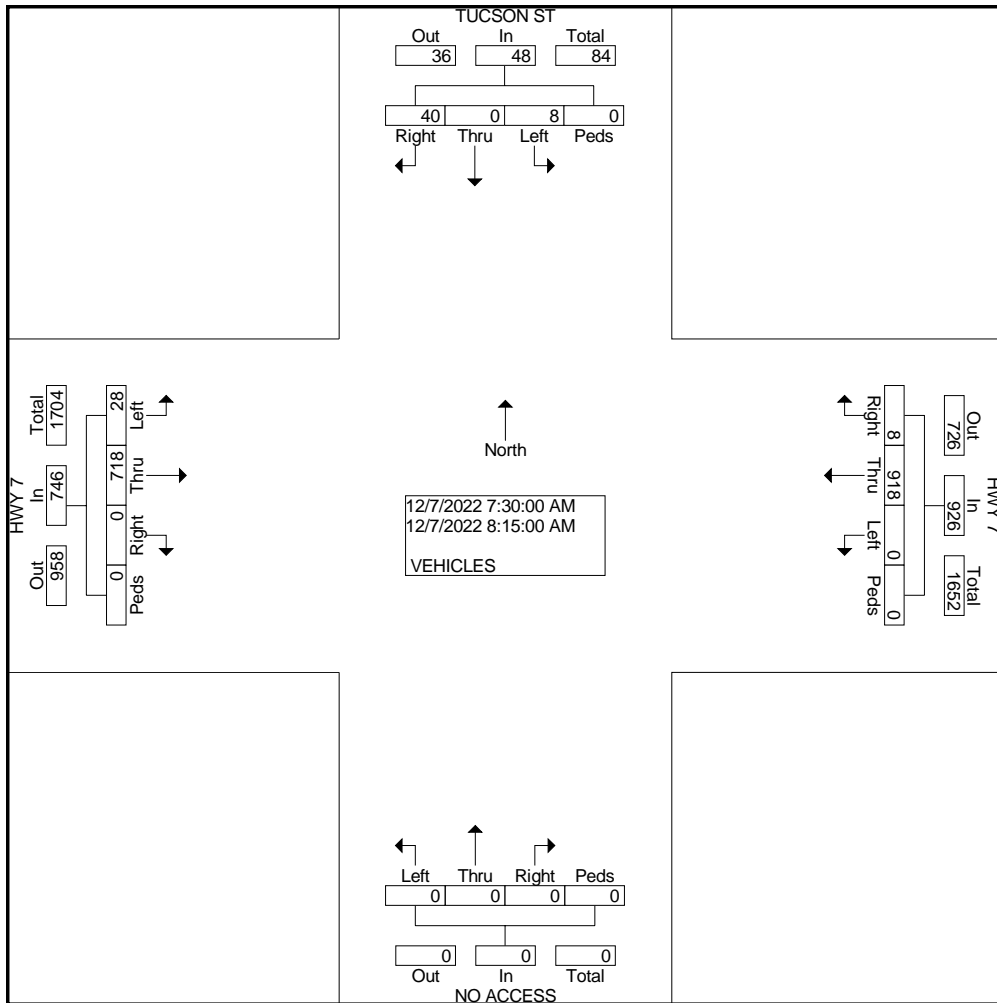 TUCSON ST
Out In Total
36 48 84
40 0 8 0
Right Thru Left Peds
HWY 7
Total In Out
1704 746 958
28 718 0 0
Left Thru Right Peds
North
12/7/2022 7:30:00 AM
12/7/2022 8:15:00 AM
VEHICLES
HWY 7
Out In Total
726 926 1652
8 918 0 0
Right Thru Left Peds
Left Thru Right Peds
0 0 0 0
0 0 0
Out In Total
NO ACCESS